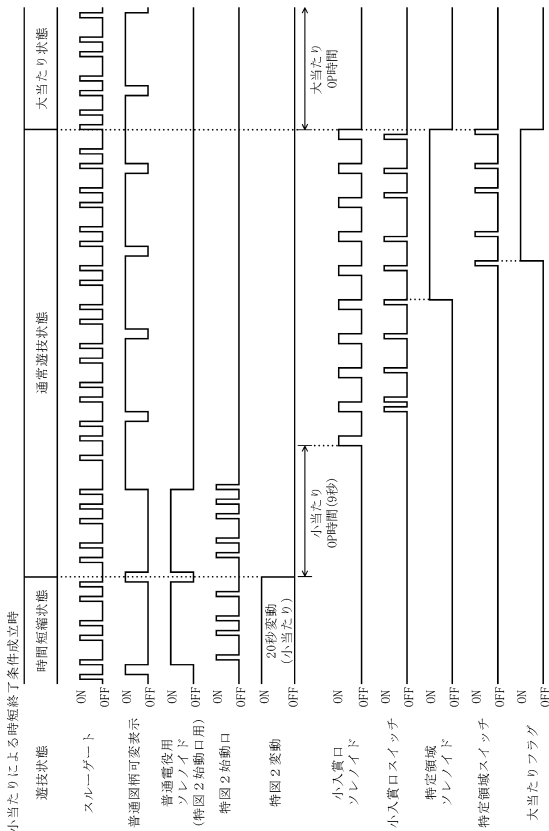 小当たりによる時短終了条件成立時
遊技状態
時間短縮状態
通常遊技状態
大当たり状態
スルーゲート
ON
OFF
普通図柄可変表示
ON
OFF
普通電役用
ソレノイド
(特図2始動口用)
ON
OFF
特図2始動口
ON
OFF
特図2変動
ON
OFF
20秒変動
(小当たり)
小当たり
OP時間(9秒)
大当たり
OP時間
小入賞口
ソレノイド
ON
OFF
小入賞口スイッチ
ON
OFF
特定領域
ソレノイド
ON
OFF
特定領域スイッチ
ON
OFF
大当たりフラグ
ON
OFF